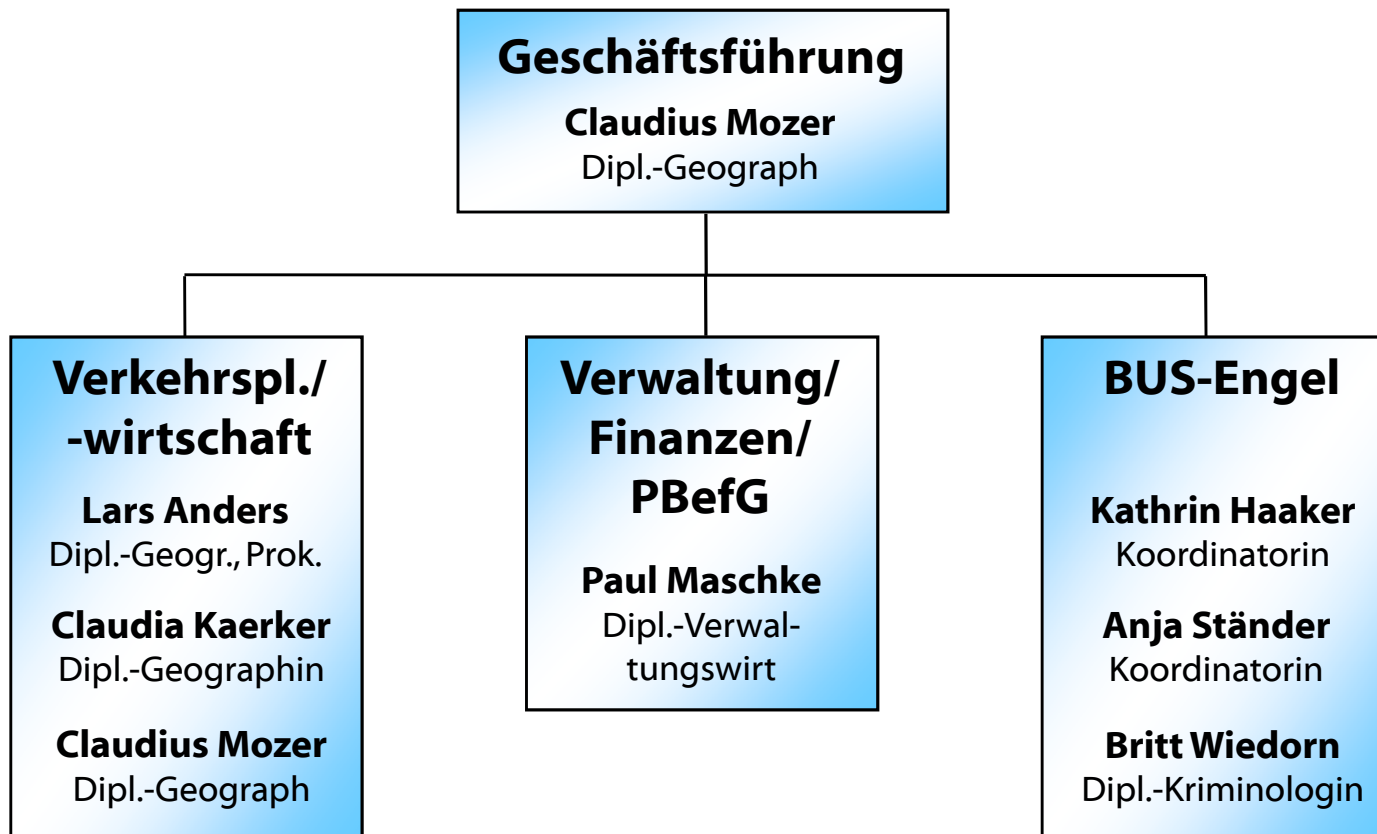 Geschäftsführung
Claudius Mozer
Dipl.-Geograph
Verkehrspl./
-wirtschaft
Lars Anders
Dipl.-Geogr., Prok.
Claudia Kaerker
Dipl.-Geographin
Claudius Mozer
Dipl.-Geograph
Verwaltung/
Finanzen/
PBefG
Paul Maschke
Dipl.-Verwal-
tungswirt
BUS-Engel
Kathrin Haaker
Koordinatorin
Anja Ständer
Koordinatorin
Britt Wiedorn
Dipl.-Kriminologin